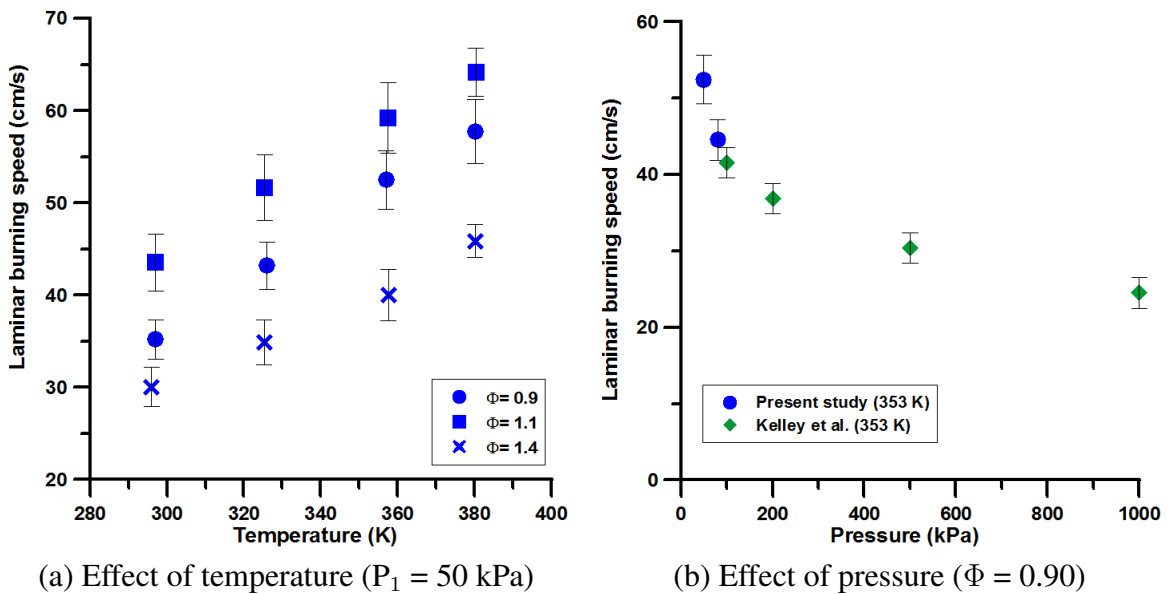 70
60
50
40
30
20
Laminar burning speed (cm/s)
280 300 320 340 360 380 400
Temperature (K)
Φ= 0.9
Φ= 1.1
Φ= 1.4
(a) Effect of temperature (P₁ = 50 kPa)
60
40
20
0
Laminar burning speed (cm/s)
0 200 400 600 800 1000
Pressure (kPa)
Present study (353 K)
Kelley et al. (353 K)
(b) Effect of pressure (Φ = 0.90)